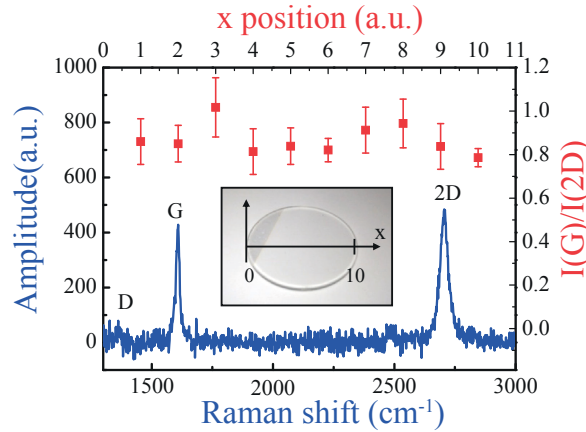 x position (a.u.)
0 1 2 3 4 5 6 7 8 9 10 11
Amplitude(a.u.)
1000
800
600
400
200
0
I(G)/I(2D)
1.2
1.0
0.8
0.6
0.4
0.2
0.0
D
G
2D
x
0
10
1500 2000 2500 3000
Raman shift (cm-1)